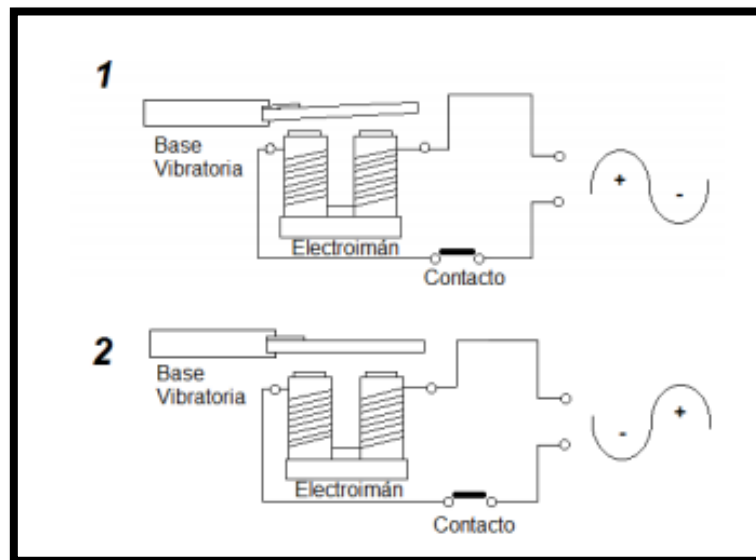 1
Base
Vibratoria
+
-
Electroimán
Contacto
2
Base
Vibratoria
-
+
Electroimán
Contacto